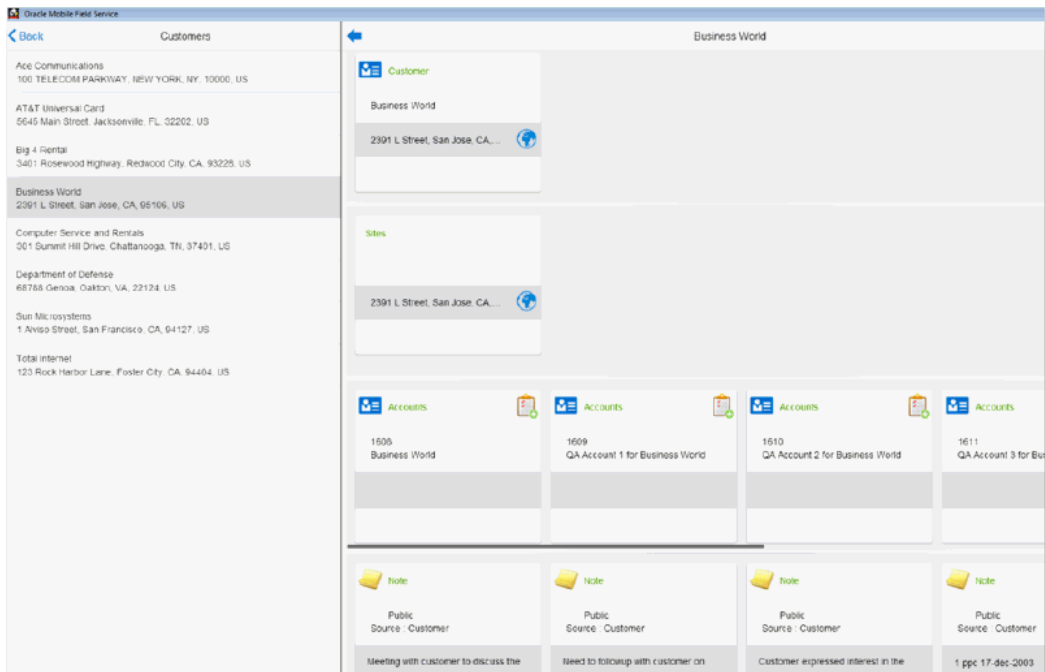 Oracle Mobile Field Service
Back
Customers
Ace Communications
100 TELECOM PARKWAY, NEW YORK, NY, 10000, US
AT&T Universal Card
5645 Main Street, Jacksonville, FL, 32202, US
Big 4 Rental
3401 Rosewood Highway, Redwood City, CA, 93228, US
Business World
2391 L Street, San Jose, CA, 95106, US
Computer Service and Rentals
301 Summit Hill Drive, Chattanooga, TN, 37401, US
Department of Defense
68788 Genoa, Oakton, VA, 22124, US
Sun Microsystems
1 Alviso Street, San Francisco, CA, 94127, US
Total Internet
123 Rock Harbor Lane, Foster City, CA, 94404, US
Business World
Customer
Business World
2391 L Street, San Jose, CA,...
Sites
2391 L Street, San Jose, CA,...
Accounts
1608
Business World
Accounts
1609
QA Account 1 for Business World
Accounts
1610
QA Account 2 for Business World
Accounts
1611
QA Account 3 for Bu
Note
Public
Source : Customer
Meeting with customer to discuss the
Note
Public
Source : Customer
Need to followup with customer on
Note
Public
Source : Customer
Customer expressed interest in the
Note
Public
Source : Customer
1 ppc 17-dec-2003